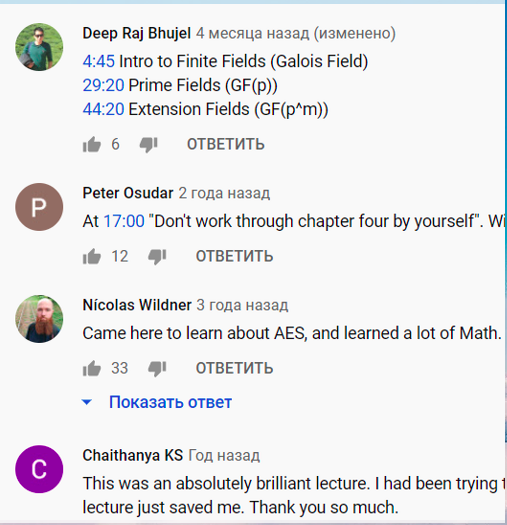 Deep Raj Bhujel 4 месяца назад (изменено)
4:45 Intro to Finite Fields (Galois Field)
29:20 Prime Fields (GF(p))
44:20 Extension Fields (GF(p^m))
6 ОТВЕТИТЬ
P
Peter Osudar 2 года назад
At 17:00 "Don't work through chapter four by yourself". Wi
12 ОТВЕТИТЬ
Nícolas Wildner 3 года назад
Came here to learn about AES, and learned a lot of Math.
33 ОТВЕТИТЬ
Показать ответ
C
Chaithanya KS Год назад
This was an absolutely brilliant lecture. I had been trying t
lecture just saved me. Thank you so much.